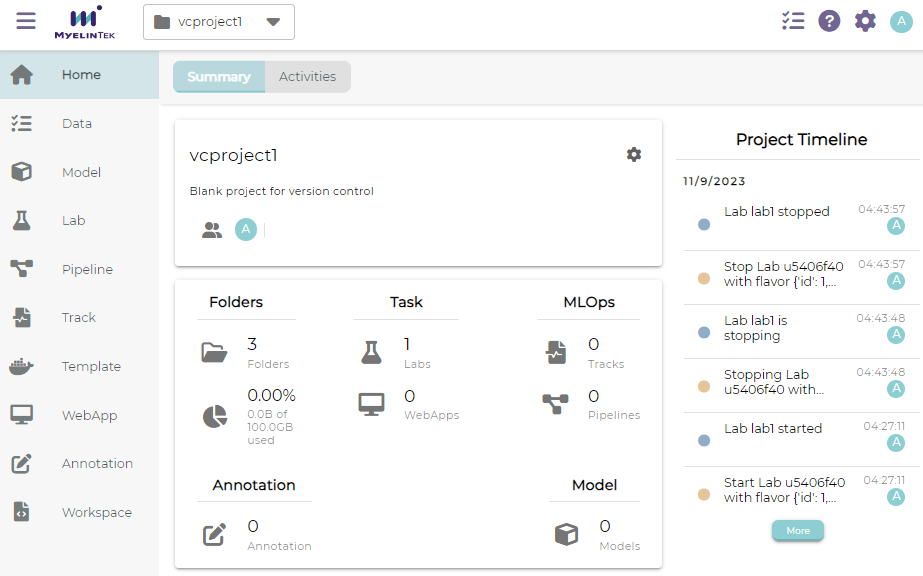 MYELINTEK
vcproject1
?
A
Home
Data
Model
Lab
Pipeline
Track
Template
WebApp
Annotation
Workspace
Summary
Activities
vcproject1
Blank project for version control
A
Folders
3
Folders
0.00%
0.0B of
100.0GB
used
Task
1
Labs
0
WebApps
MLOps
0
Tracks
0
Pipelines
Annotation
0
Annotation
Model
0
Models
Project Timeline
11/9/2023
Lab lab1 stopped
04:43:57
A
Stop Lab u5406f40
with flavor {'id': 1,...
04:43:57
A
Lab lab1 is
stopping
04:43:48
A
Stopping Lab
u5406f40 with...
04:43:48
A
Lab lab1 started
04:27:11
A
Start Lab u5406f40
with flavor {'id': 1,...
04:27:11
A
More